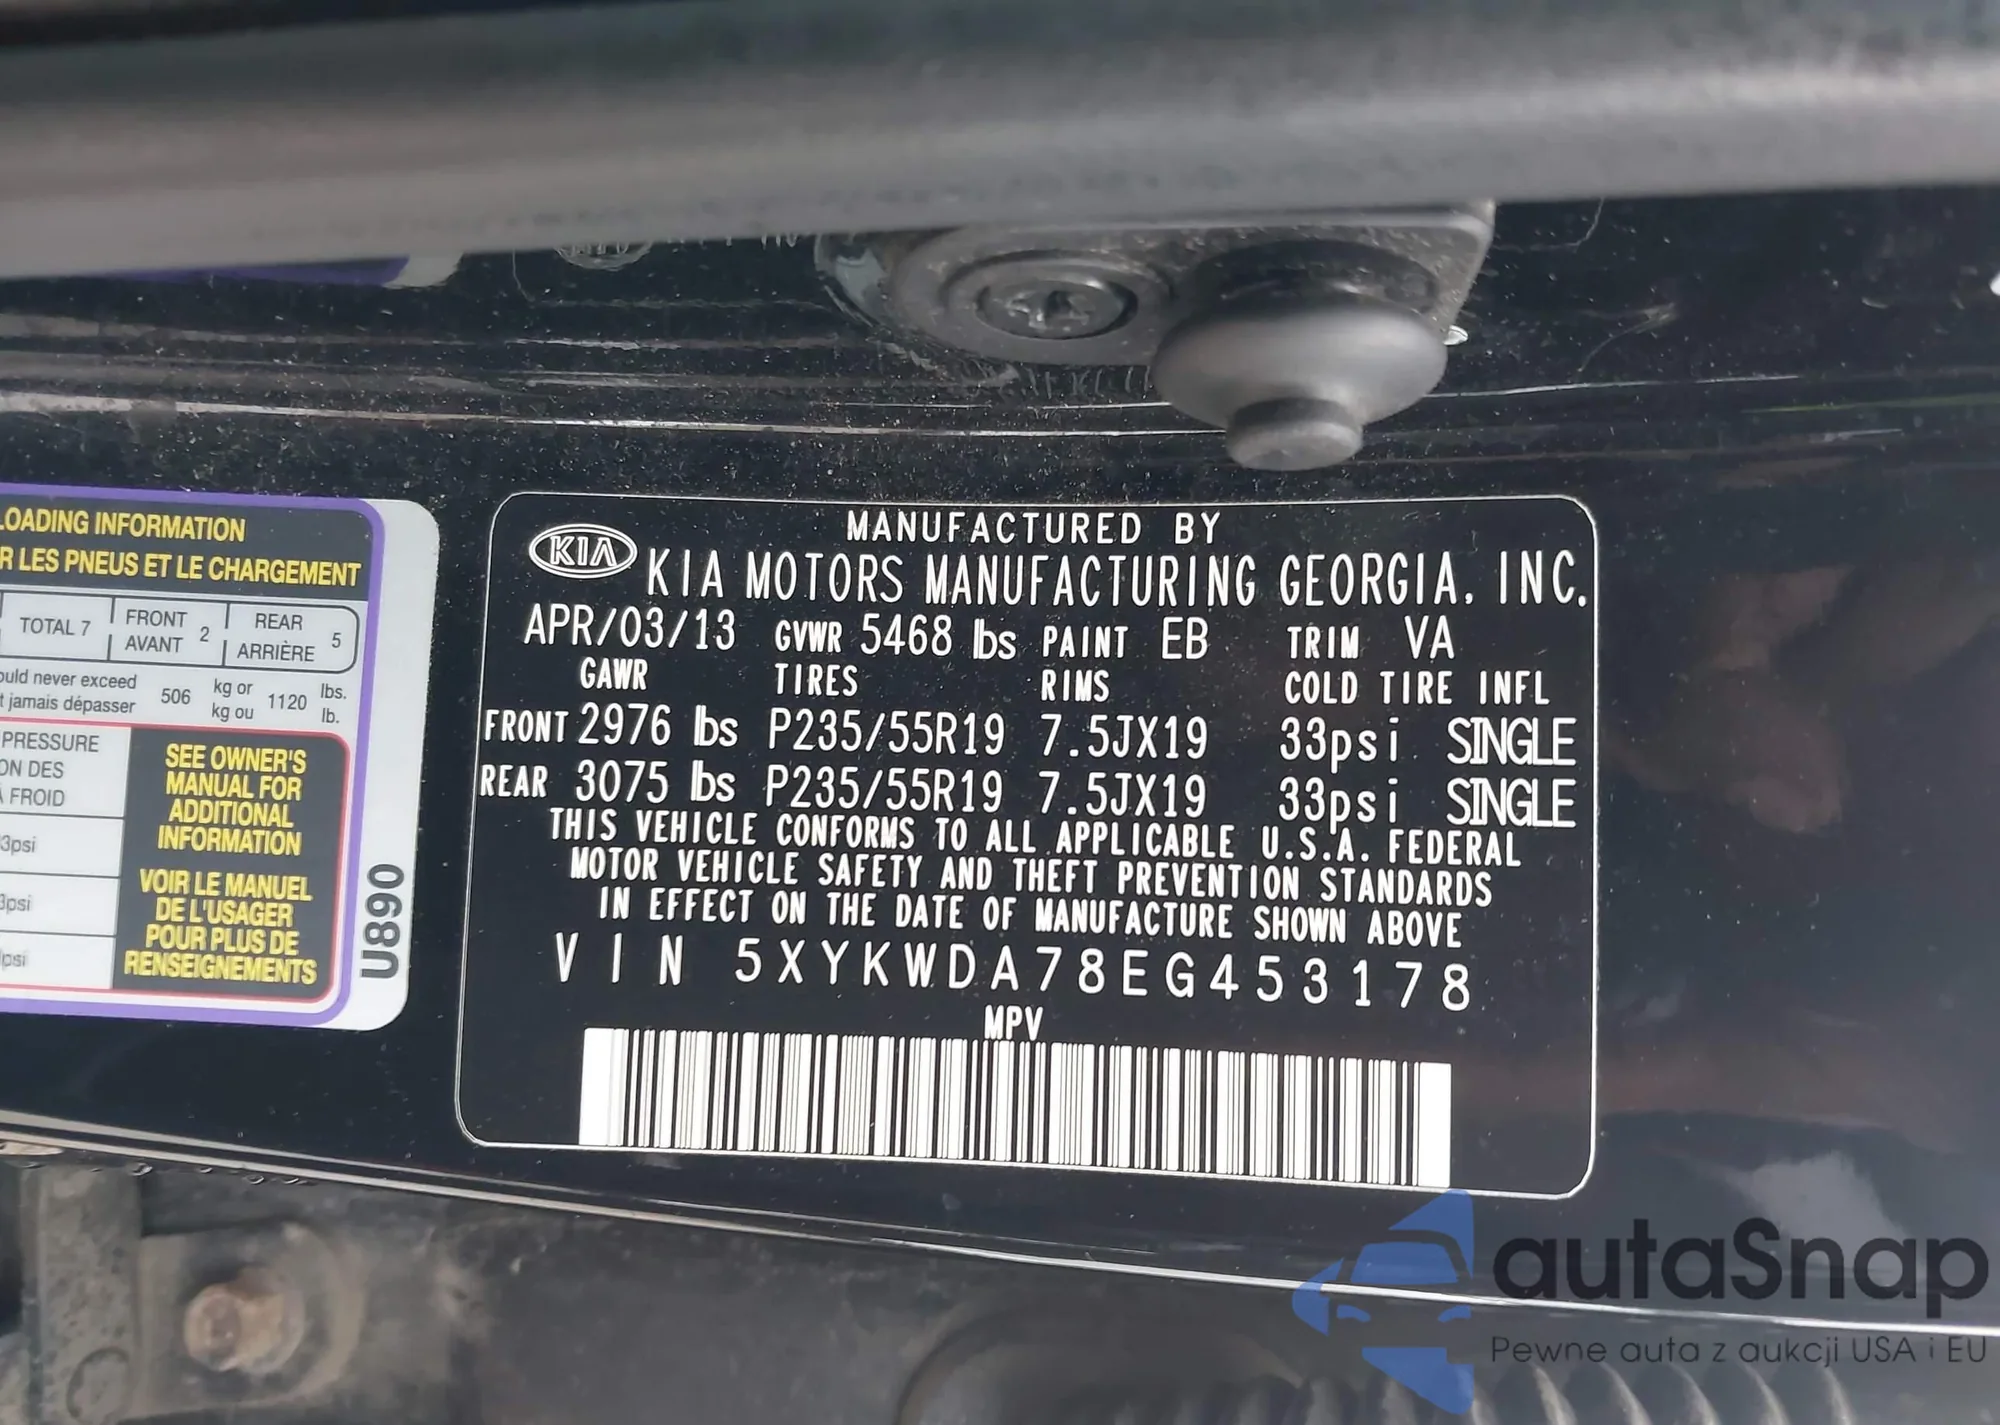 LOADING INFORMATION
R LES PNEUS ET LE CHARGEMENT
TOTAL 7 FRONT AVANT 2 REAR ARRIÈRE 5
ould never exceed 506 kg or 1120 lbs.
t jamais dépasser kg ou lb.
PRESSURE
ON DES
À FROID
3psi
3psi
psi
SEE OWNER'S
MANUAL FOR
ADDITIONAL
INFORMATION
VOIR LE MANUEL
DE L'USAGER
POUR PLUS DE
RENSEIGNEMENTS
U890
MANUFACTURED BY
KIA KIA MOTORS MANUFACTURING GEORGIA, INC.
APR/03/13 GVWR 5468 lbs PAINT EB TRIM VA
GAWR TIRES RIMS COLD TIRE INFL
FRONT 2976 lbs P235/55R19 7.5JX19 33psi SINGLE
REAR 3075 lbs P235/55R19 7.5JX19 33psi SINGLE
THIS VEHICLE CONFORMS TO ALL APPLICABLE U.S.A. FEDERAL
MOTOR VEHICLE SAFETY AND THEFT PREVENTION STANDARDS
IN EFFECT ON THE DATE OF MANUFACTURE SHOWN ABOVE
VIN 5XYKWDA78EG453178
MPV
autaSnap
Pewne auta z aukcji USA i EU